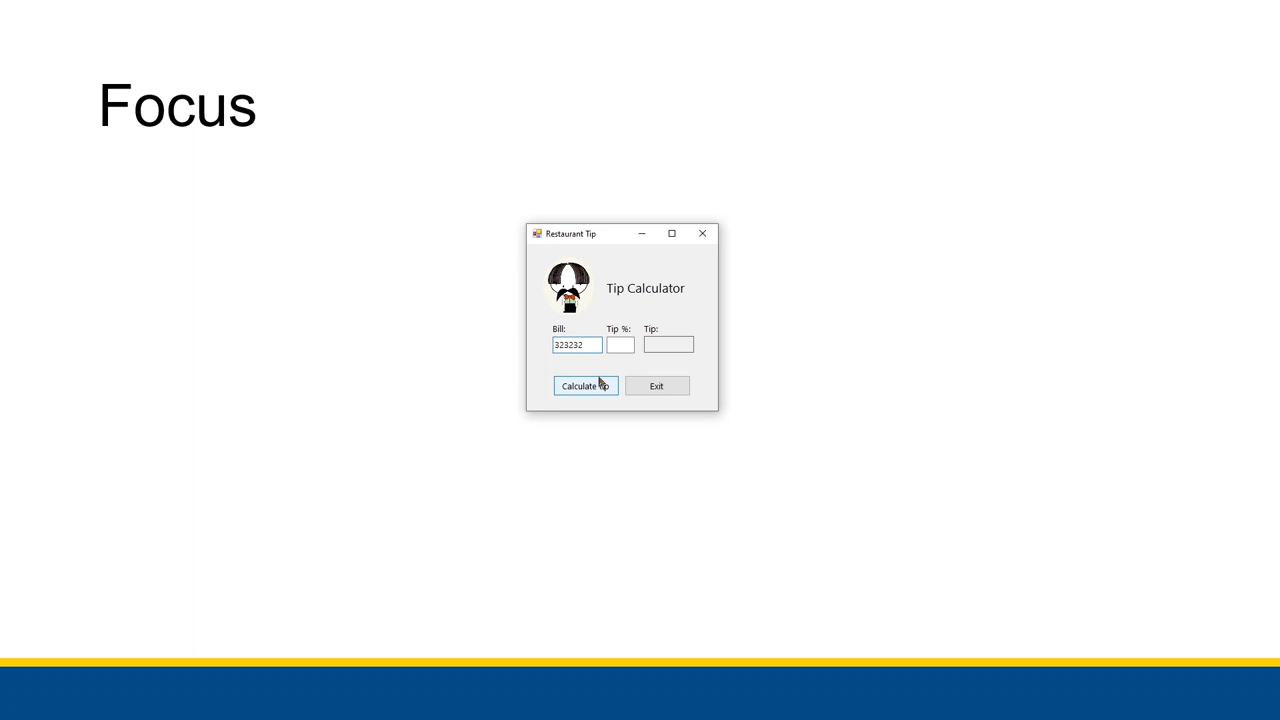 Focus
Restaurant Tip
Tip Calculator
Bill: Tip %: Tip:
323232
Calculate Exit